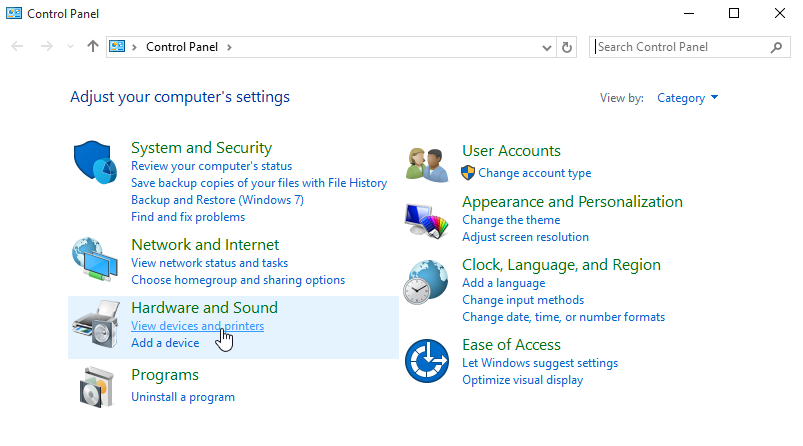 Control Panel
Control Panel
Search Control Panel
Adjust your computer's settings
View by: Category
System and Security
Review your computer's status
Save backup copies of your files with File History
Backup and Restore (Windows 7)
Find and fix problems
Network and Internet
View network status and tasks
Choose homegroup and sharing options
Hardware and Sound
View devices and printers
Add a device
Programs
Uninstall a program
User Accounts
Change account type
Appearance and Personalization
Change the theme
Adjust screen resolution
Clock, Language, and Region
Add a language
Change input methods
Change date, time, or number formats
Ease of Access
Let Windows suggest settings
Optimize visual display